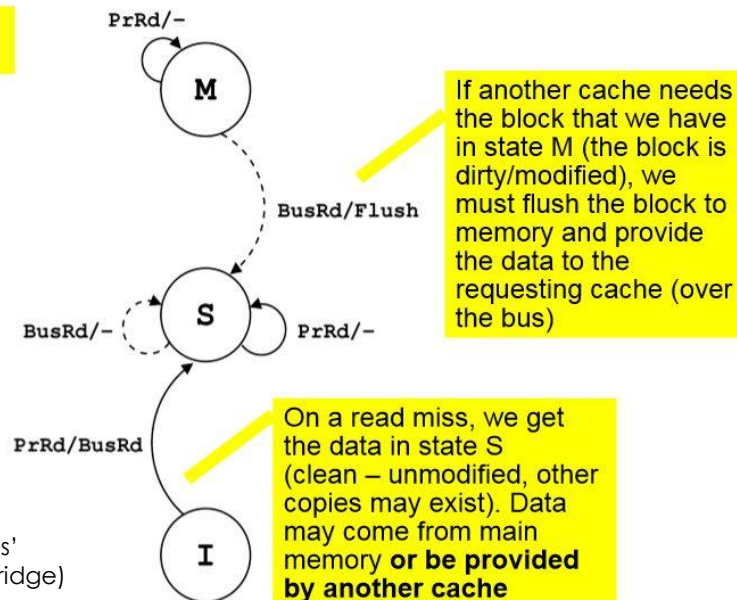 PrRd/-
M
If another cache needs
the block that we have
in state M (the block is
dirty/modified), we
must flush the block to
memory and provide
the data to the
requesting cache (over
the bus)
BusRd/Flush
S
BusRd/-
PrRd/-
On a read miss, we get
the data in state S
(clean – unmodified, other
copies may exist). Data
may come from main
memory or be provided
by another cache
PrRd/BusRd
I